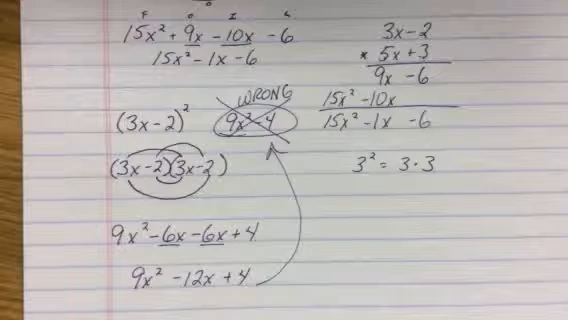 F O I L
15x² + 9x - 10x - 6
15x² - 1x - 6
3x - 2
* 5x + 3
9x - 6
15x² - 10x
15x² - 1x - 6
WRONG
(3x - 2)²
9x² - 4
(3x - 2)(3x - 2)
3² = 3 · 3
9x² - 6x - 6x + 4
9x² - 12x + 4